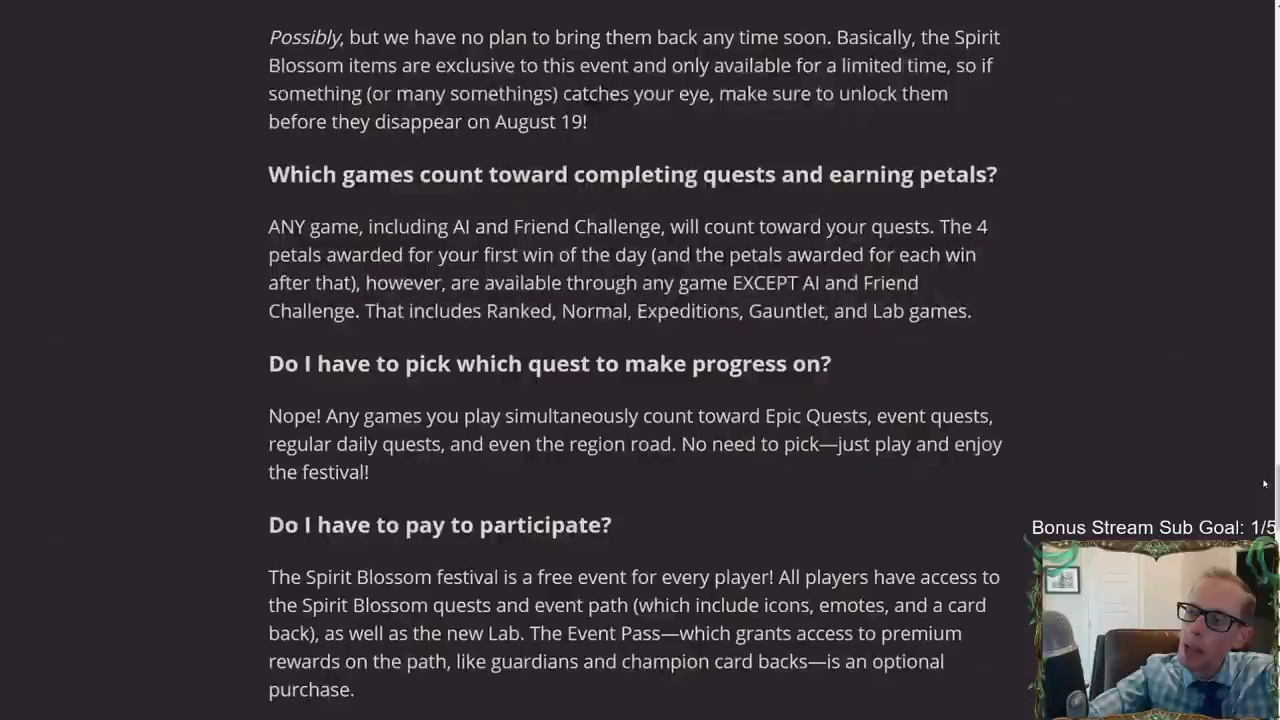 Possibly, but we have no plan to bring them back any time soon. Basically, the Spirit
Blossom items are exclusive to this event and only available for a limited time, so if
something (or many somethings) catches your eye, make sure to unlock them
before they disappear on August 19!
Which games count toward completing quests and earning petals?
ANY game, including AI and Friend Challenge, will count toward your quests. The 4
petals awarded for your first win of the day (and the petals awarded for each win
after that), however, are available through any game EXCEPT AI and Friend
Challenge. That includes Ranked, Normal, Expeditions, Gauntlet, and Lab games.
Do I have to pick which quest to make progress on?
Nope! Any games you play simultaneously count toward Epic Quests, event quests,
regular daily quests, and even the region road. No need to pick—just play and enjoy
the festival!
Do I have to pay to participate?
The Spirit Blossom festival is a free event for every player! All players have access to
the Spirit Blossom quests and event path (which include icons, emotes, and a card
back), as well as the new Lab. The Event Pass—which grants access to premium
rewards on the path, like guardians and champion card backs—is an optional
purchase.
Bonus Stream Sub Goal: 1/5